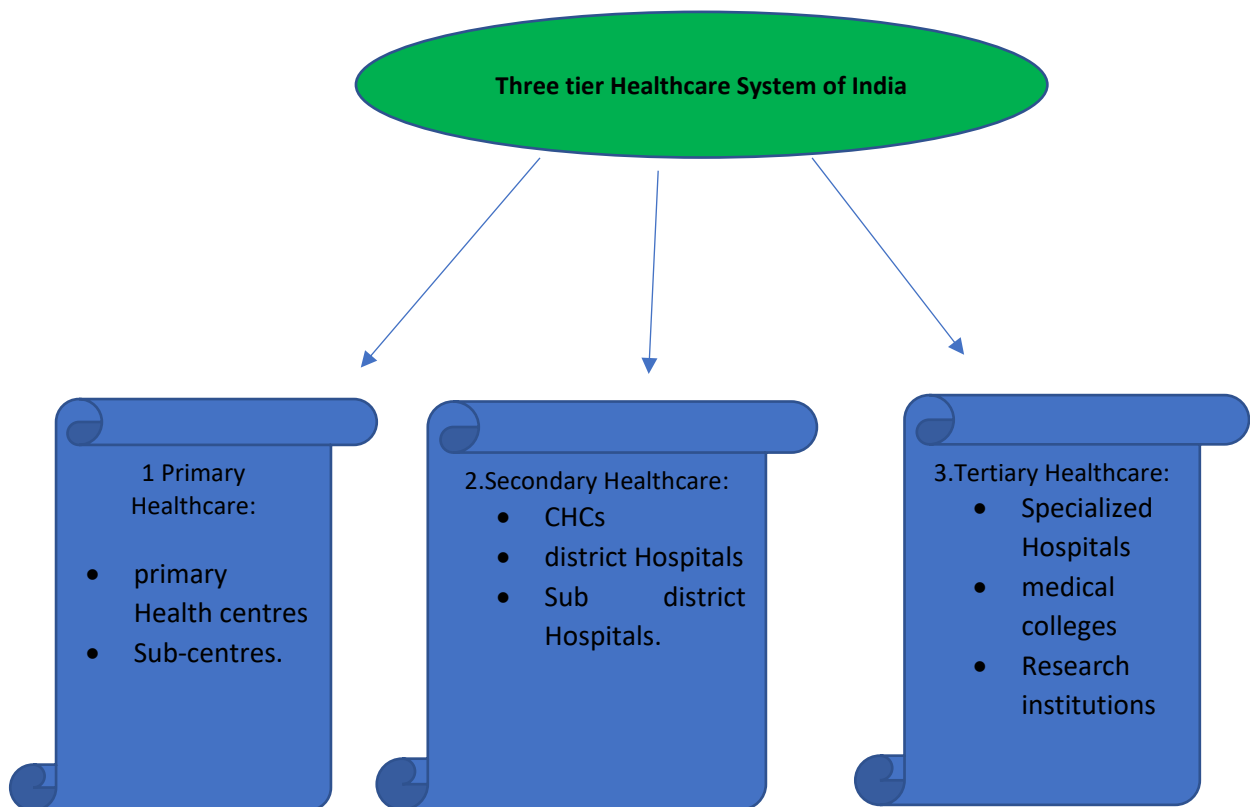 Three tier Healthcare System of India
1 Primary
Healthcare:
• primary
Health centres
• Sub-centres.
2.Secondary Healthcare:
• CHCs
• district Hospitals
• Sub district
Hospitals.
3.Tertiary Healthcare:
• Specialized
Hospitals
• medical
colleges
• Research
institutions